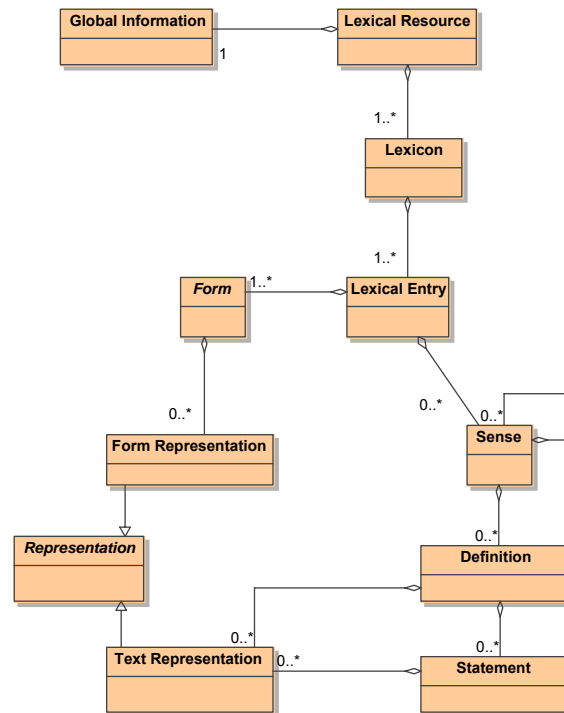 Global Information
Lexical Resource
1
1..*
Lexicon
1..*
Form
1..*
Lexical Entry
0..*
0..*
0..*
Form Representation
Sense
Representation
0..*
Definition
0..*
0..*
0..*
Text Representation
Statement